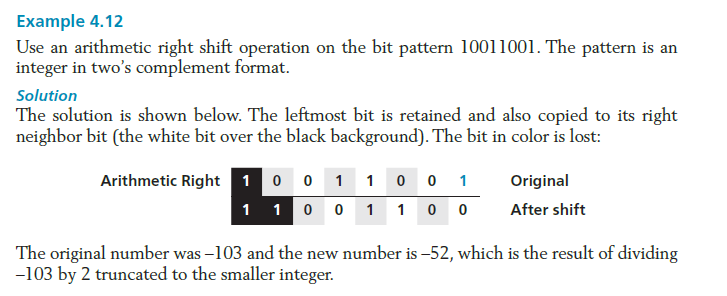 Example 4.12
Use an arithmetic right shift operation on the bit pattern 10011001. The pattern is an
integer in two’s complement format.
Solution
The solution is shown below. The leftmost bit is retained and also copied to its right
neighbor bit (the white bit over the black background). The bit in color is lost:
Arithmetic Right 1 0 0 1 1 0 0 1 Original
1 1 0 0 1 1 0 0 After shift
The original number was –103 and the new number is –52, which is the result of dividing
–103 by 2 truncated to the smaller integer.